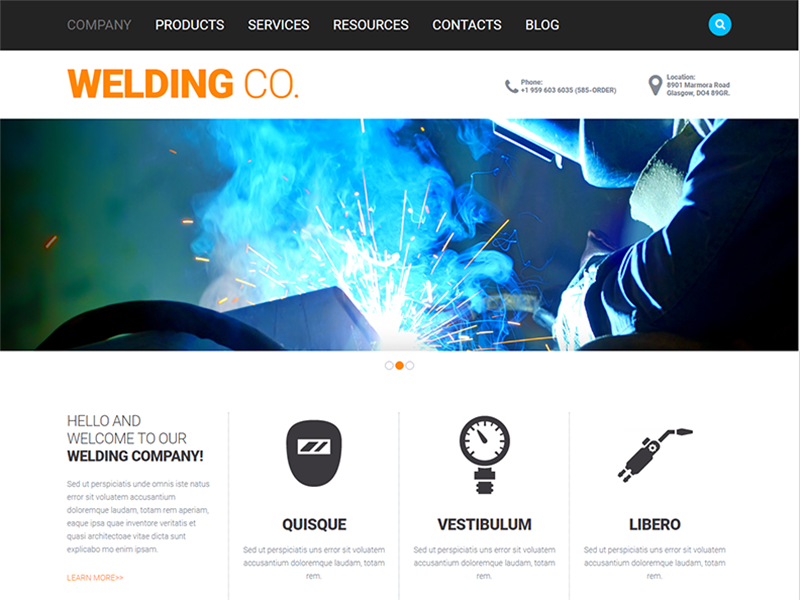 COMPANY PRODUCTS SERVICES RESOURCES CONTACTS BLOG
WELDING CO.
Phone:
+1 959 603 6035 (585-ORDER)
Location:
8901 Marmora Road
Glasgow, DO4 89GR.
HELLO AND
WELCOME TO OUR
WELDING COMPANY!
Sed ut perspiciatis unde omnis iste natus
error sit voluptatem accusantium
doloremque laudantium, totam rem aperiam,
eaque ipsa quae inventore veritatis et
quasi architectoae vitae dicta sunt
explicabo mo enim ipsam.
LEARN MORE>>
QUISQUE
Sed ut perspiciatis uns error sit voluatem
accusantium doloremque laudam, totam
rem.
VESTIBULUM
Sed ut perspiciatis uns error sit voluatem
accusantium doloremque laudam, totam
rem.
LIBERO
Sed ut perspiciatis uns error sit voluatem
accusantium doloremque laudam, totam
rem.